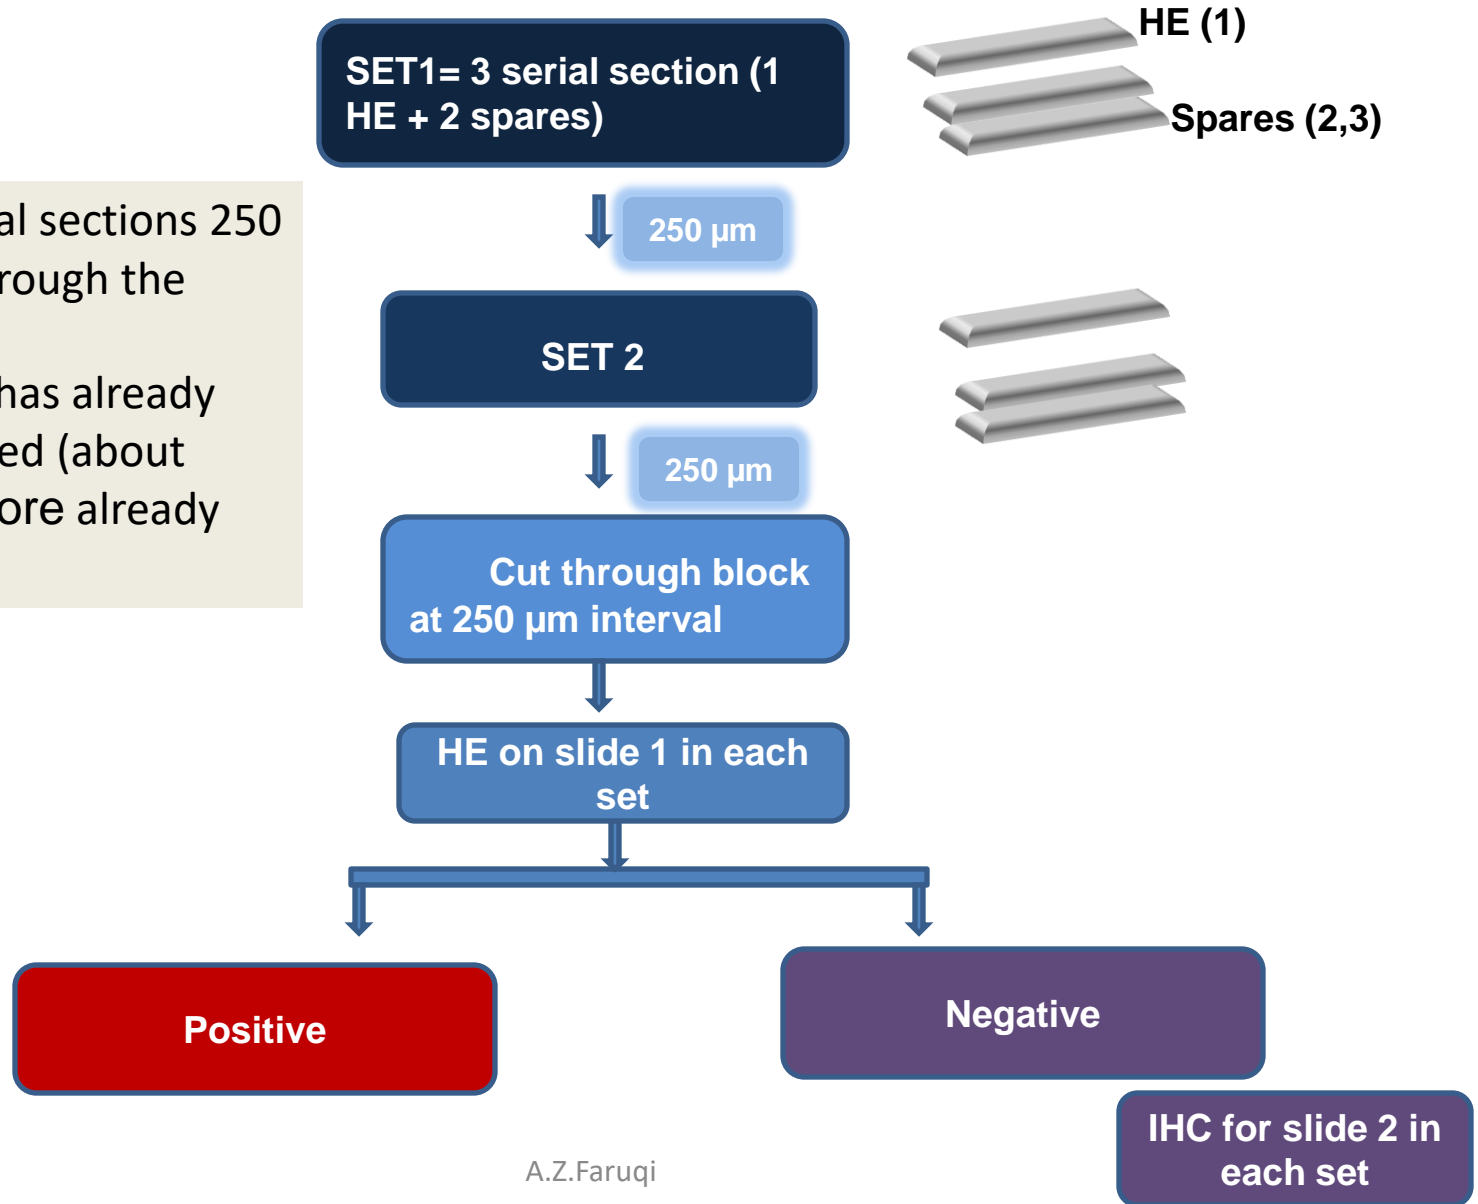 HE (1)
SET1= 3 serial section (1
HE + 2 spares)
Spares (2,3)
al sections 250
rough the
250 µm
SET 2
has already
ed (about
ore already
250 µm
Cut through block
at 250 µm interval
HE on slide 1 in each
set
Positive
Negative
IHC for slide 2 in
each set
A.Z.Faruqi